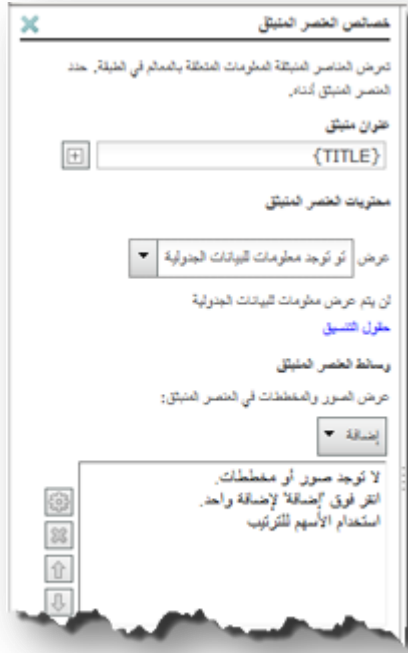 خصائص العنصر المنبثق
تعرض العناصر المنبثقة المعلومات المتعلقة بالمعالم في الطبقة. حدد
العنصر المنبثق أدناه.
عنوان منبثق
{TITLE}
محتويات العنصر المنبثق
عرض تو توجد معلومات للبيانات الجدولية
لن يتم عرض معلومات للبيانات الجدولية
حقول التنسيق
وسائط العنصر المنبثق
عرض الصور والمخططات في العنصر المنبثق:
إضافة
لا توجد صور أو مخططات.
انقر فوق "إضافة" لإضافة واحد.
استخدام الأسهم للترتيب